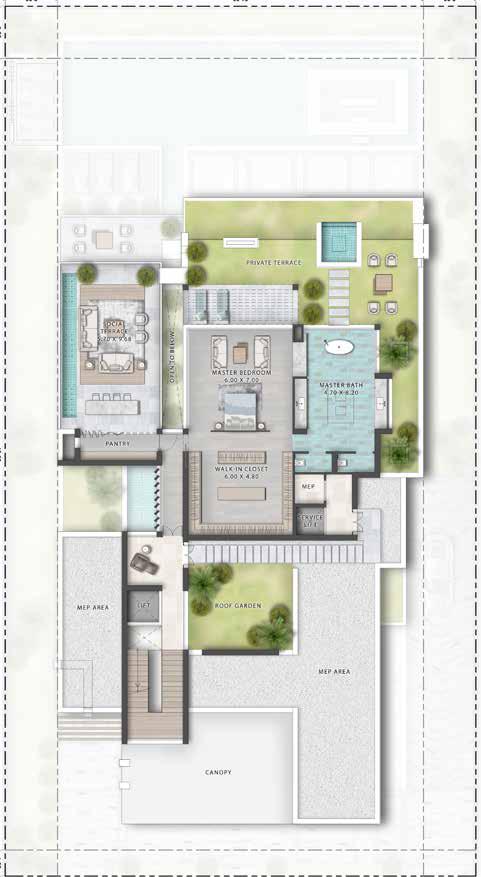 PRIVATE TERRACE
SOCIAL
TERRACE
5.70 X 9.68
OPEN TO BELOW
MASTER BEDROOM
6.00 X 7.00
MASTER BATH
4.70 X 8.20
PANTRY
WALK-IN CLOSET
6.00 X 4.80
MEP
SERVICE
LIFT
LIFT
ROOF GARDEN
MEP AREA
MEP AREA
CANOPY